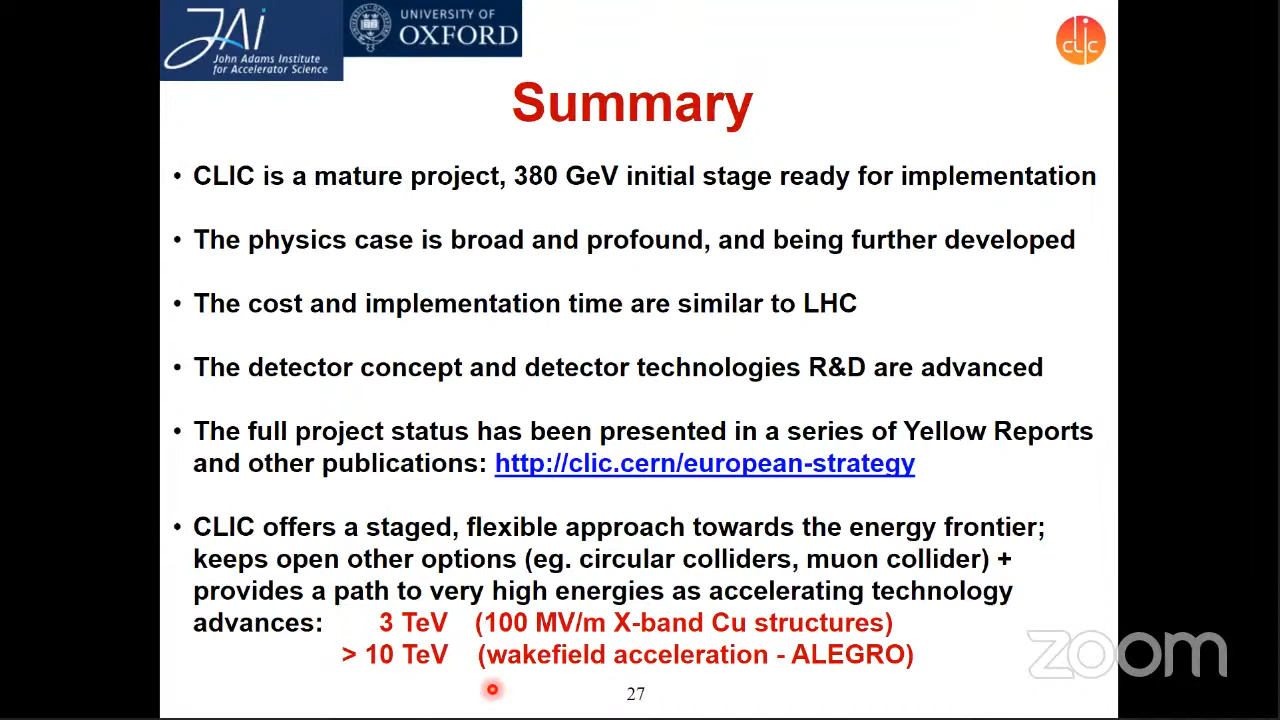 JAi
John Adams Institute
for Accelerator Science
UNIVERSITY OF
OXFORD
clic
Summary
• CLIC is a mature project, 380 GeV initial stage ready for implementation
• The physics case is broad and profound, and being further developed
• The cost and implementation time are similar to LHC
• The detector concept and detector technologies R&D are advanced
• The full project status has been presented in a series of Yellow Reports
and other publications: http://clic.cern/european-strategy
• CLIC offers a staged, flexible approach towards the energy frontier;
keeps open other options (eg. circular colliders, muon collider) +
provides a path to very high energies as accelerating technology
advances: 3 TeV (100 MV/m X-band Cu structures)
> 10 TeV (wakefield acceleration - ALEGRO)
27
zoom